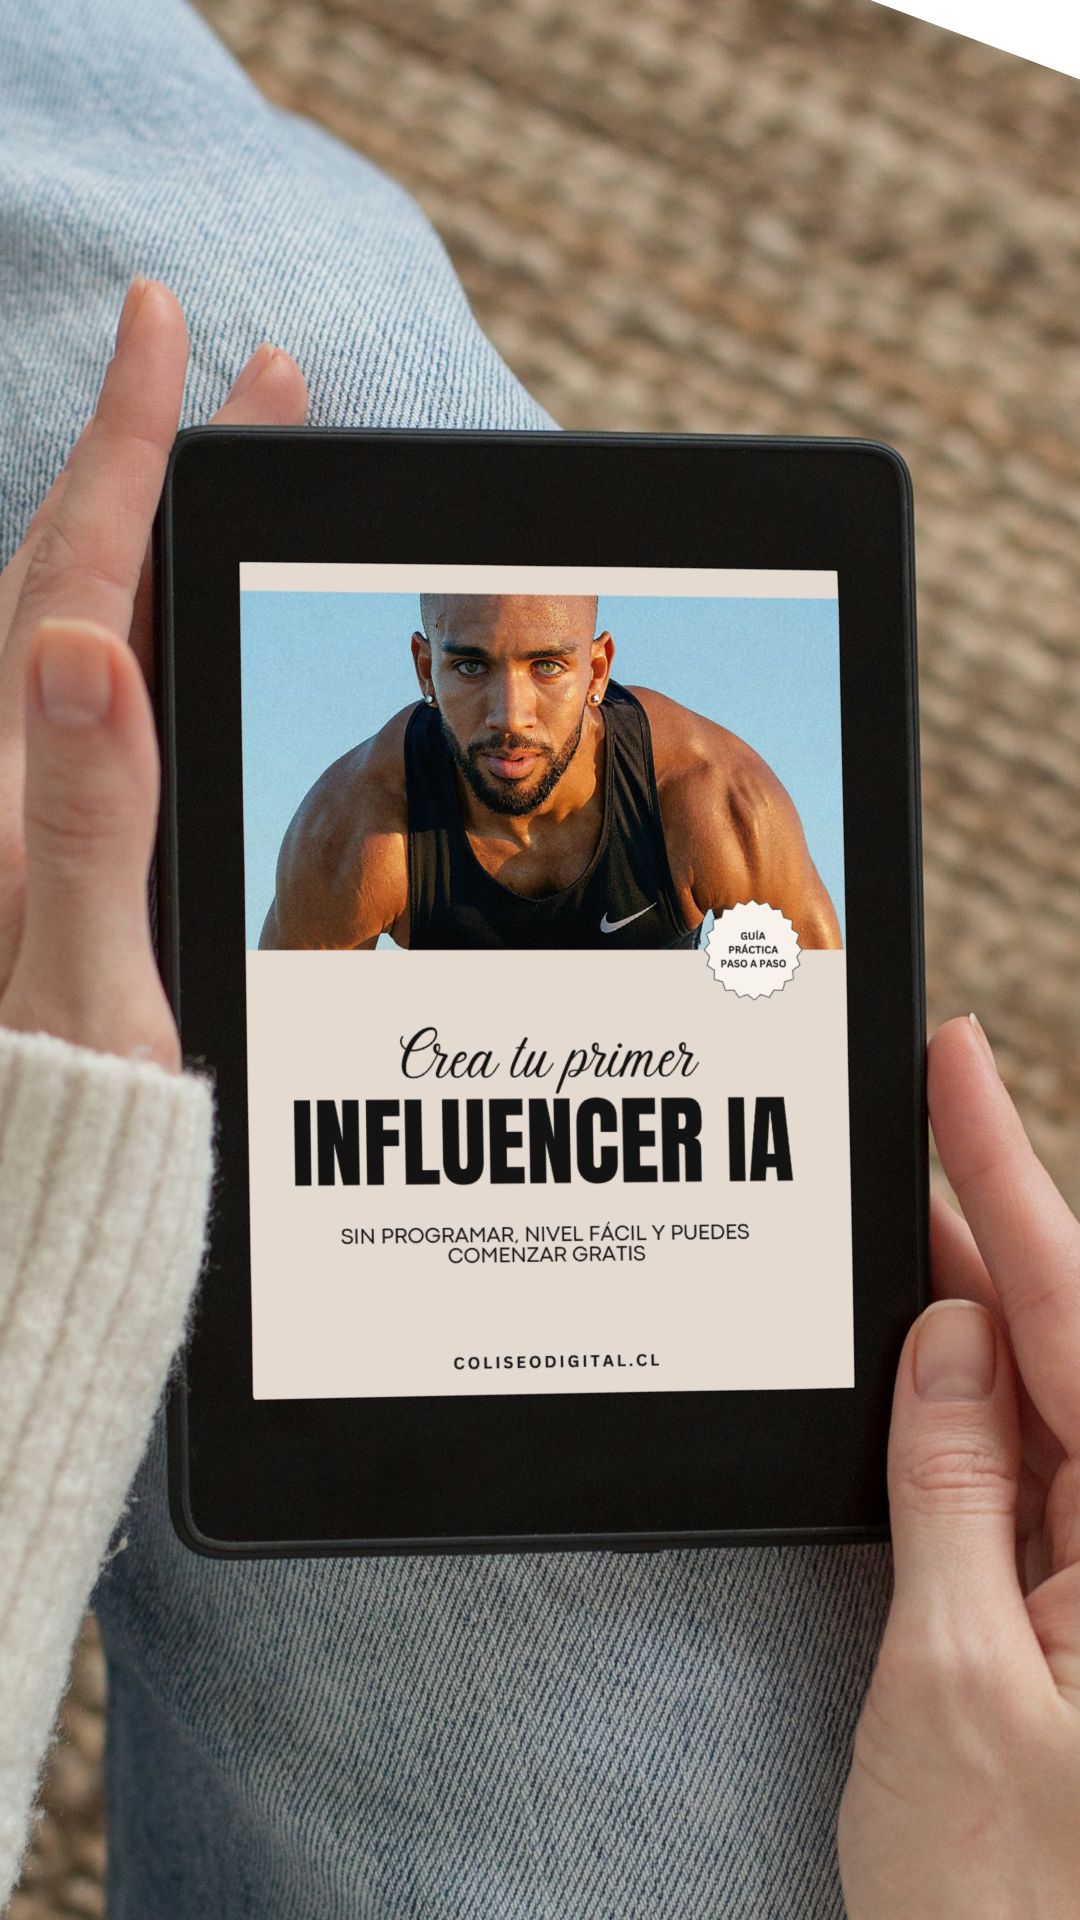 GUÍA
PRÁCTICA
PASO A PASO
Crea tu primer
INFLUENCER IA
SIN PROGRAMAR, NIVEL FÁCIL Y PUEDES
COMENZAR GRATIS
COLISEODIGITAL.CL